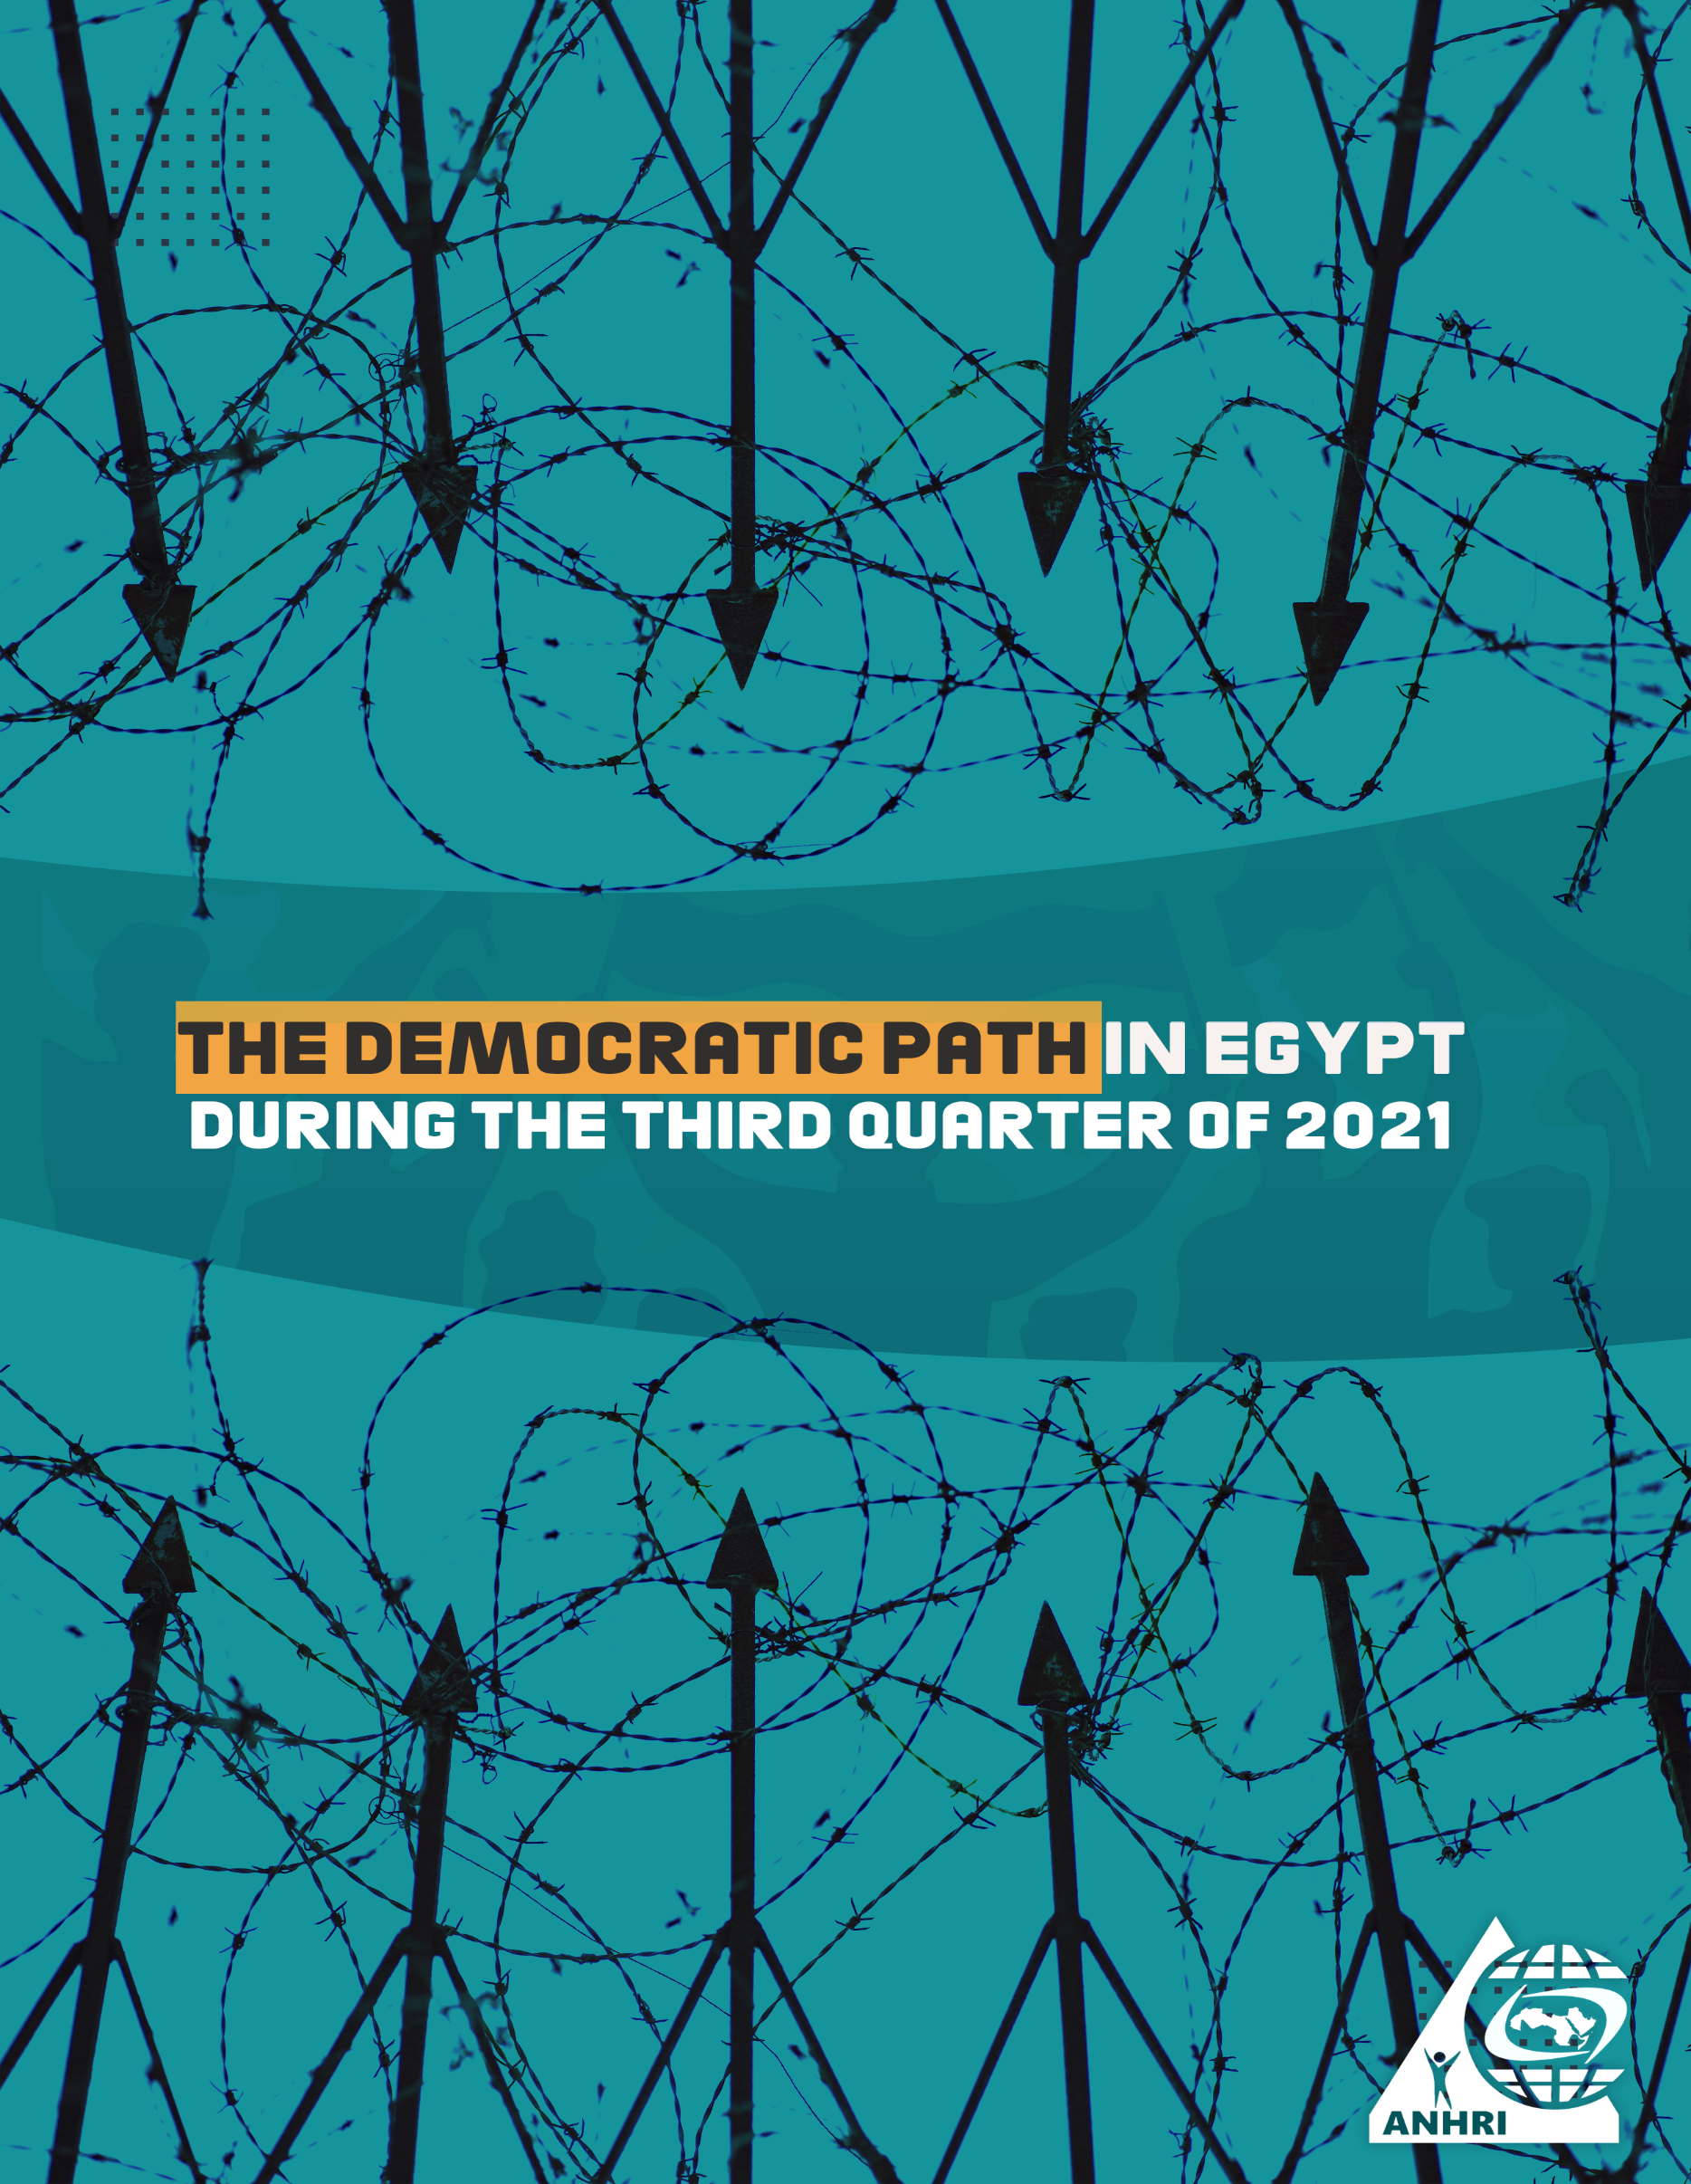 THE DEMOCRATIC PATH IN EGYPT
DURING THE THIRD QUARTER OF 2021
ANHRI